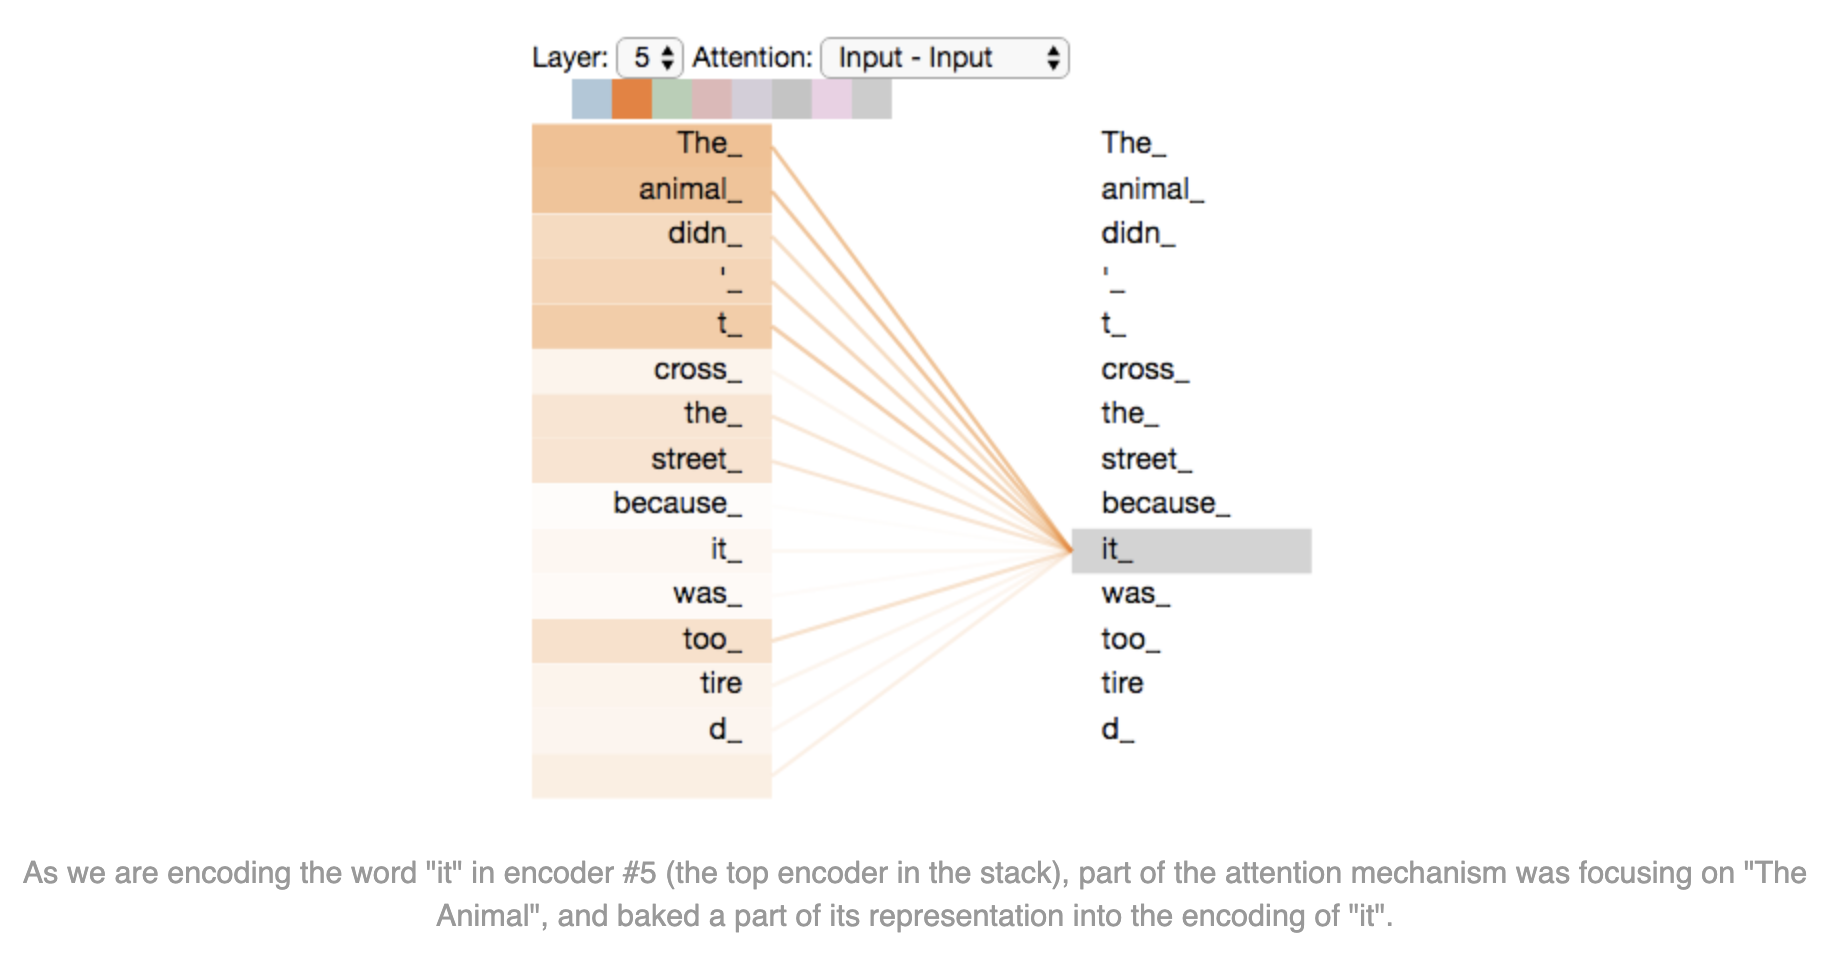 Layer: 5 Attention: Input - Input
The_ The_
animal_ animal_
didn_ didn_
'_ '_
t_ t_
cross_ cross_
the_ the_
street_ street_
because_ because_
it_ it_
was_ was_
too_ too_
tire tire
d_ d_
As we are encoding the word "it" in encoder #5 (the top encoder in the stack), part of the attention mechanism was focusing on "The
Animal", and baked a part of its representation into the encoding of "it".